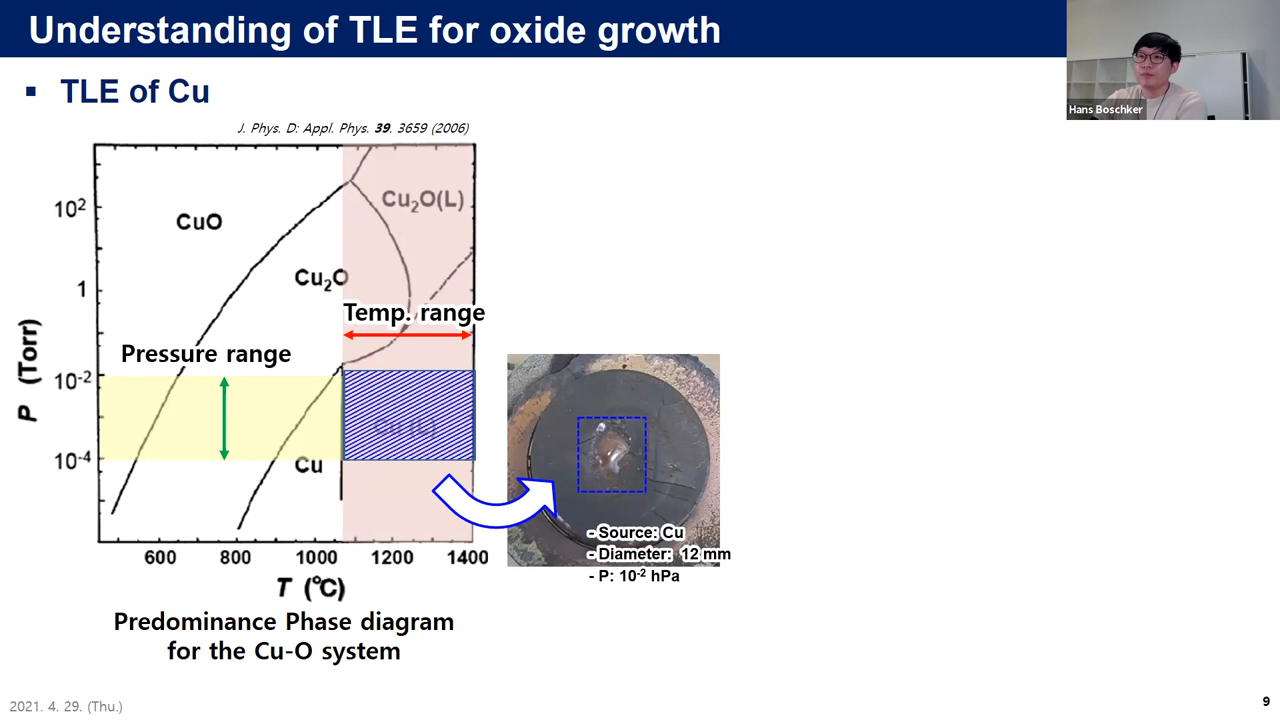 Understanding of TLE for oxide growth
Hans Boschker
▪ TLE of Cu
J. Phys. D: Appl. Phys. 39. 3659 (2006)
Cu₂O(L)
10²
CuO
Cu₂O
1
Temp. range
P (Torr)
Pressure range
10⁻²
10⁻⁴
Cu
- Source: Cu
- Diameter: 12 mm
- P: 10⁻² hPa
600 800 1000 1200 1400
T (°C)
Predominance Phase diagram
for the Cu-O system
2021. 4. 29. (Thu.)
9